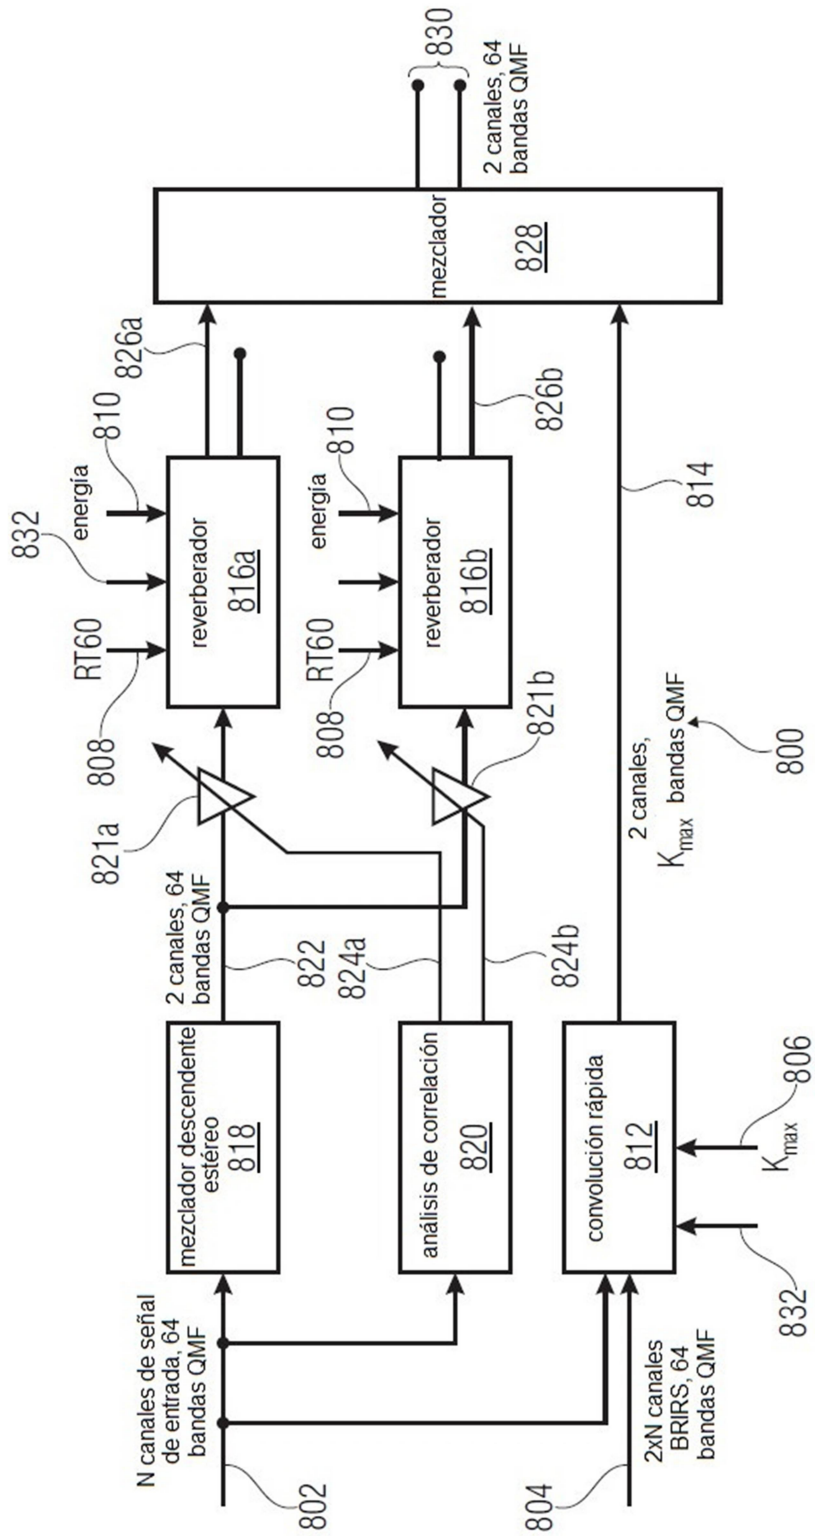 N canales de señal
de entrada, 64
bandas QMF
802
804
2xN canales
BRIRS, 64
bandas QMF
mezclador descendente
estéreo
818
análisis de correlación
820
convolución rápida
812
832
806
K max
2 canales, 64
bandas QMF
822
824a
824b
821a
821b
808
RT60
832
energía
810
reverberador
816a
808
RT60
energía
810
reverberador
816b
826a
826b
2 canales,
K max bandas QMF
800
814
mezclador
828
830
2 canales, 64
bandas QMF